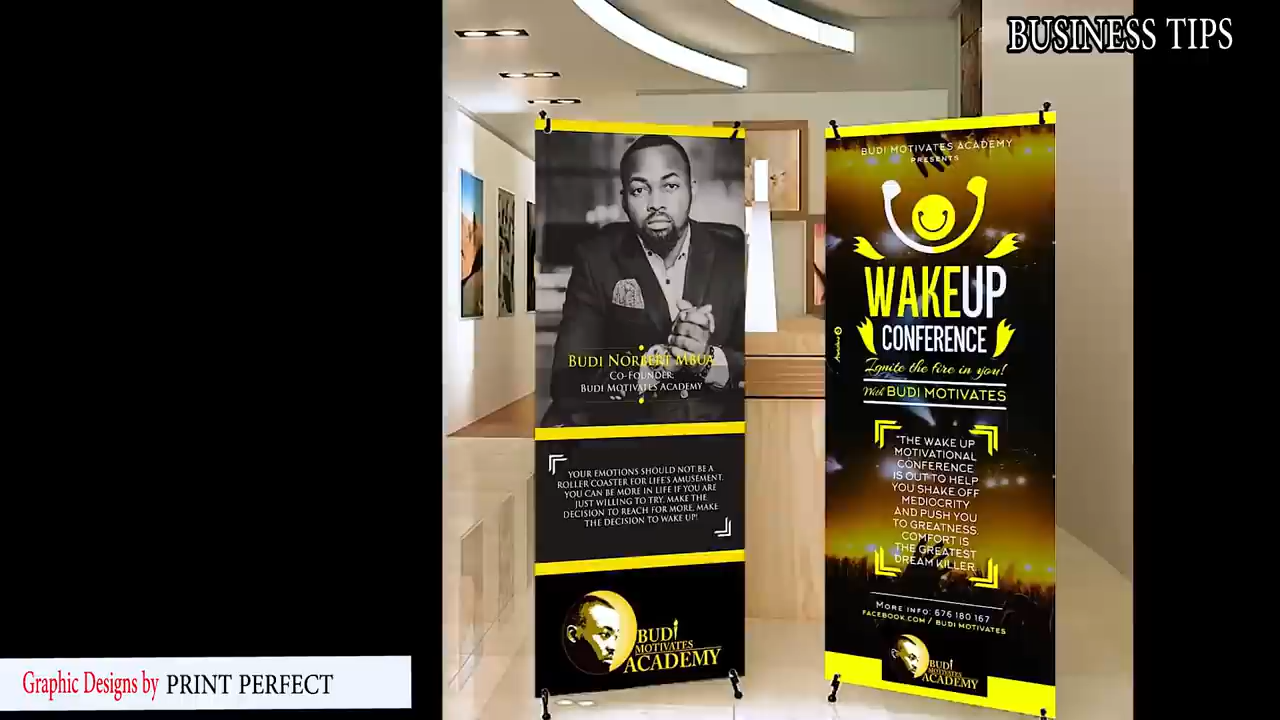 BUSINESS TIPS
BUDI NORBERT MBUA
CO-FOUNDER,
BUDI MOTIVATES ACADEMY
YOUR EMOTIONS SHOULD NOT BE A
ROLLER COASTER FOR LIFE'S AMUSEMENT.
YOU CAN BE MORE IN LIFE IF YOU ARE
JUST WILLING TO TRY. MAKE THE
DECISION TO REACH FOR MORE, MAKE
THE DECISION TO WAKE UP!
BUDI
MOTIVATES
ACADEMY
BUDI MOTIVATES ACADEMY
PRESENTS
WAKEUP
CONFERENCE
Ignite the fire in you!
With BUDI MOTIVATES
"THE WAKE UP
MOTIVATIONAL
CONFERENCE
IS OUT TO HELP
YOU SHAKE OFF
MEDIOCRITY
AND PUSH YOU
TO GREATNESS.
COMFORT IS
THE GREATEST
DREAM KILLER.
MORE INFO: 676 180 167
FACEBOOK.COM / BUDI MOTIVATES
BUDI
MOTIVATES
ACADEMY
Graphic Designs by PRINT PERFECT